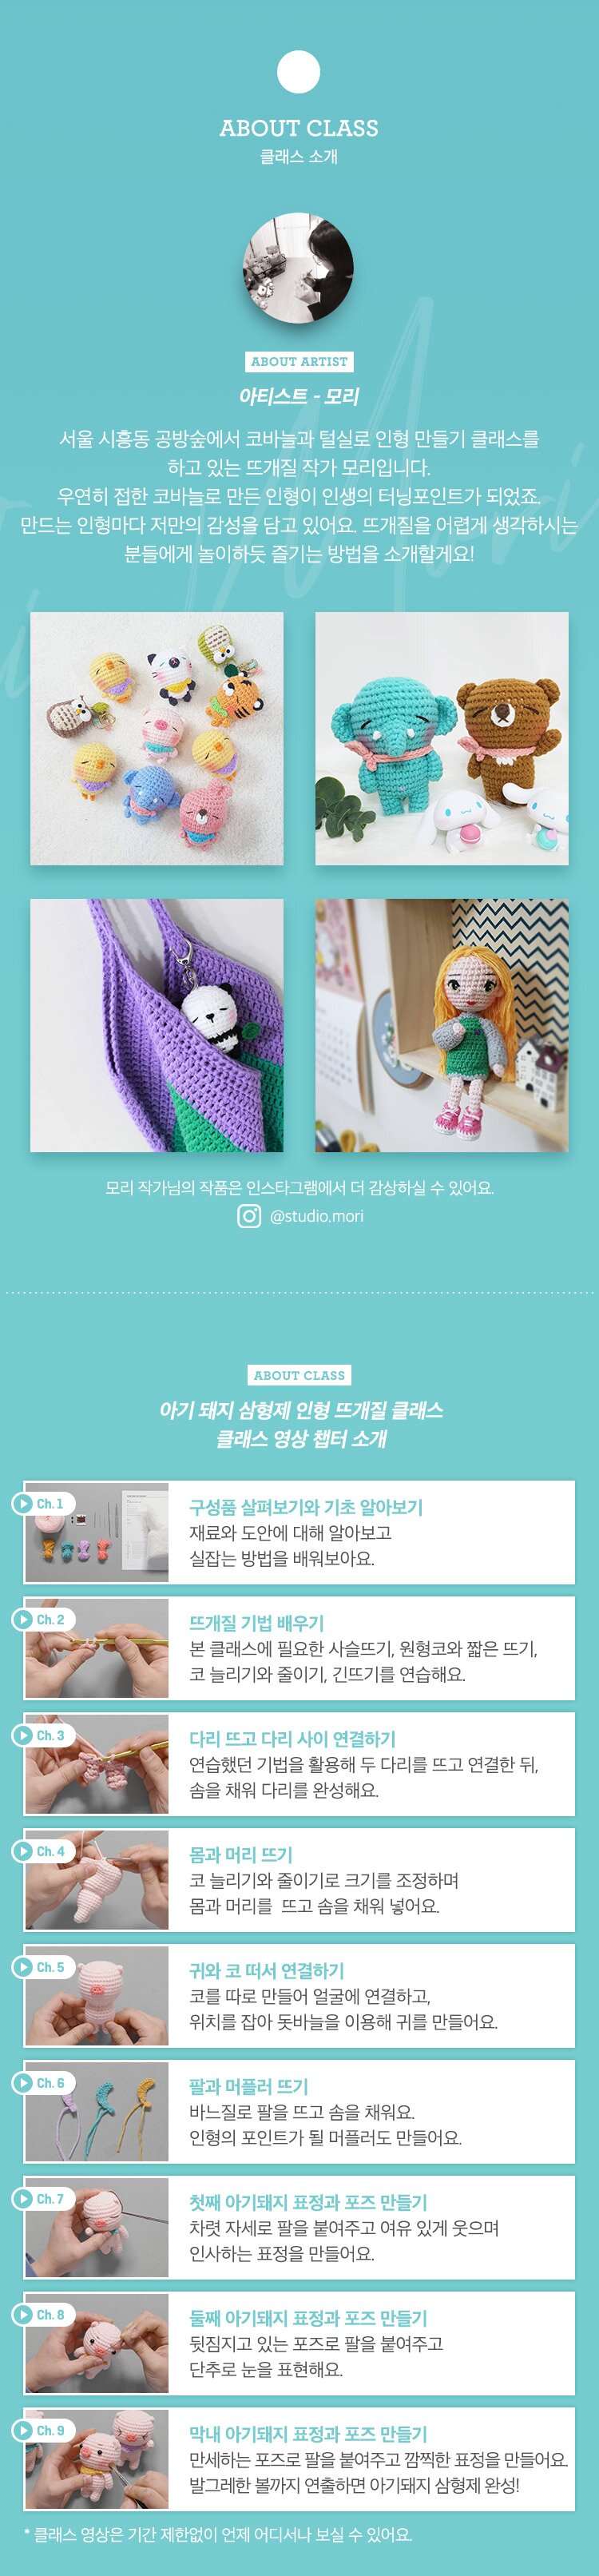 ABOUT CLASS
클래스 소개
ABOUT ARTIST
아티스트 - 모리
서울 시흥동 공방숲에서 코바늘과 털실로 인형 만들기 클래스를
하고 있는 뜨개질 작가 모리입니다.
우연히 접한 코바늘로 만든 인형이 인생의 터닝포인트가 되었죠.
만드는 인형마다 저만의 감성을 담고 있어요. 뜨개질을 어렵게 생각하시는
분들에게 놀이하듯 즐기는 방법을 소개할게요!
Mori
모리 작가님의 작품은 인스타그램에서 더 감상하실 수 있어요.
@studio.mori
ABOUT CLASS
아기 돼지 삼형제 인형 뜨개질 클래스
클래스 영상 챕터 소개
Ch. 1
구성품 살펴보기와 기초 알아보기
재료와 도안에 대해 알아보고
실잡는 방법을 배워보아요.
Ch. 2
뜨개질 기법 배우기
본 클래스에 필요한 사슬뜨기, 원형코와 짧은 뜨기,
코 늘리기와 줄이기, 긴뜨기를 연습해요.
Ch. 3
다리 뜨고 다리 사이 연결하기
연습했던 기법을 활용해 두 다리를 뜨고 연결한 뒤,
솜을 채워 다리를 완성해요.
Ch. 4
몸과 머리 뜨기
코 늘리기와 줄이기로 크기를 조정하며
몸과 머리를 뜨고 솜을 채워 넣어요.
Ch. 5
귀와 코 떠서 연결하기
코를 따로 만들어 얼굴에 연결하고,
위치를 잡아 돗바늘을 이용해 귀를 만들어요.
Ch. 6
팔과 머플러 뜨기
바느질로 팔을 뜨고 솜을 채워요.
인형의 포인트가 될 머플러도 만들어요.
Ch. 7
첫째 아기돼지 표정과 포즈 만들기
차렷 자세로 팔을 붙여주고 여유 있게 웃으며
인사하는 표정을 만들어요.
Ch. 8
둘째 아기돼지 표정과 포즈 만들기
뒷짐지고 있는 포즈로 팔을 붙여주고
단추로 눈을 표현해요.
Ch. 9
막내 아기돼지 표정과 포즈 만들기
만세하는 포즈로 팔을 붙여주고 깜찍한 표정을 만들어요.
발그레한 볼까지 연출하면 아기돼지 삼형제 완성!
* 클래스 영상은 기간 제한없이 언제 어디서나 보실 수 있어요.